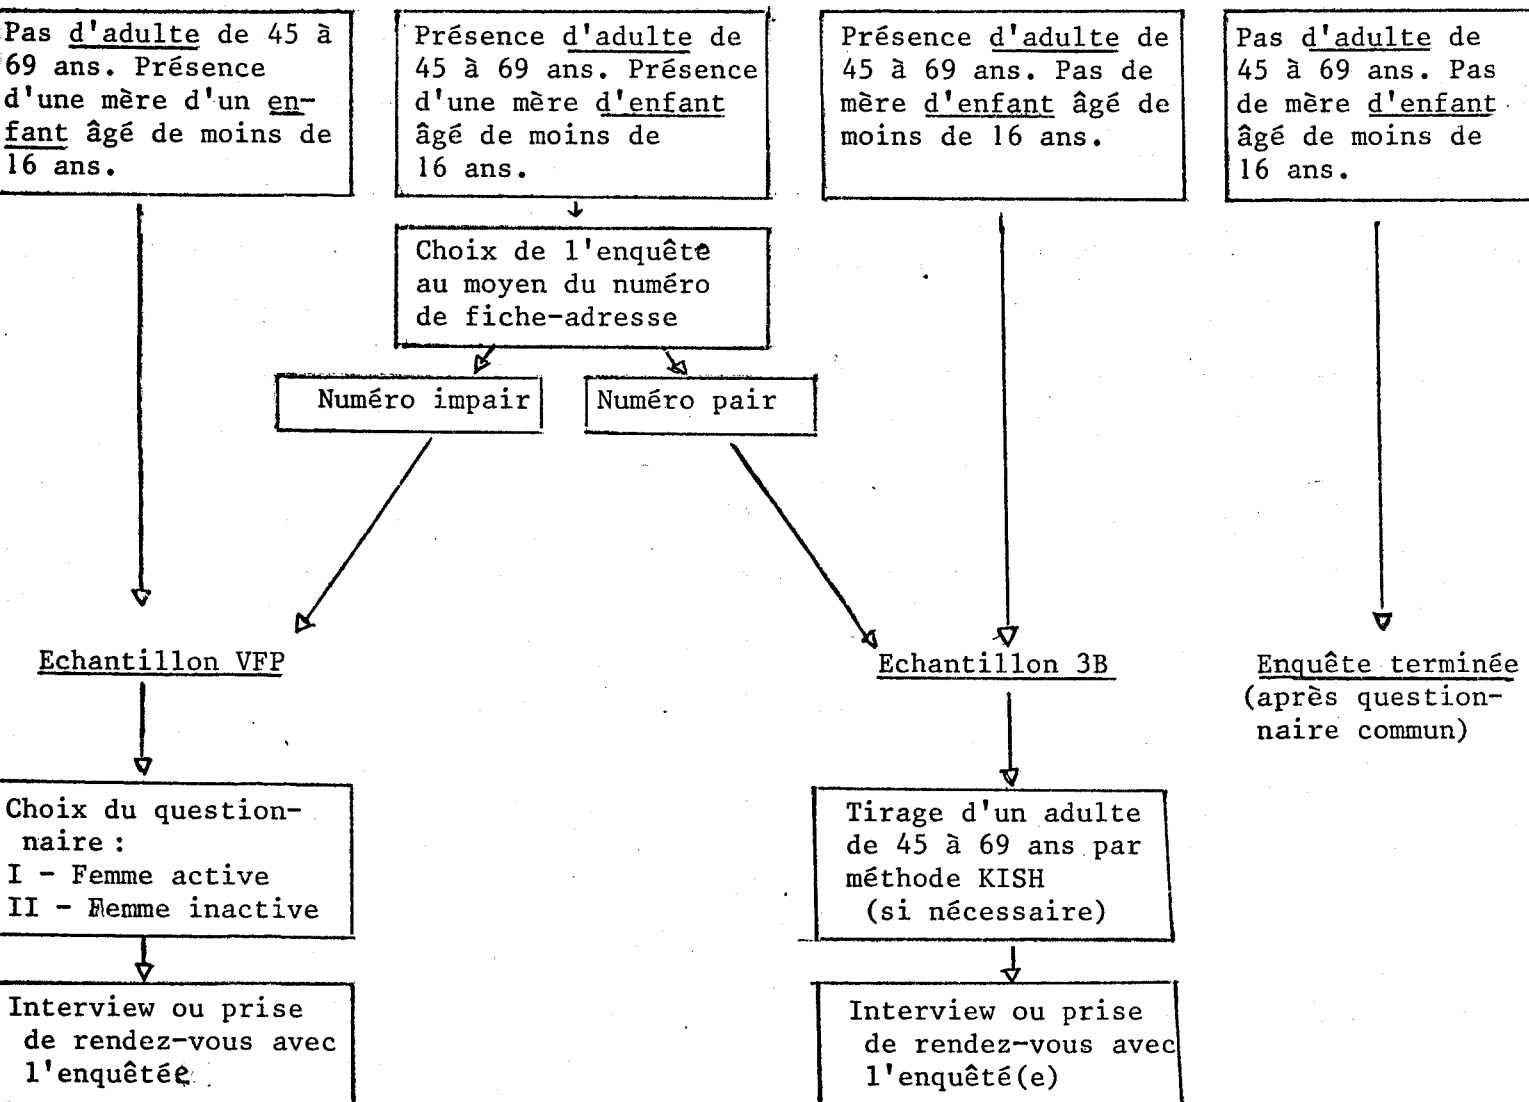 Pas d'adulte de 45 à
69 ans. Présence
d'une mère d'un en-
fant âgé de moins de
16 ans.
Présence d'adulte de
45 à 69 ans. Présence
d'une mère d'enfant
âgé de moins de
16 ans.
Présence d'adulte de
45 à 69 ans. Pas de
mère d'enfant âgé de
moins de 16 ans.
Pas d'adulte de
45 à 69 ans. Pas
de mère d'enfant
âgé de moins de
16 ans.
Choix de l'enquête
au moyen du numéro
de fiche-adresse
Numéro impair
Numéro pair
Echantillon VFP
Echantillon 3B
Enquête terminée
(après question-
naire commun)
Choix du question-
naire :
I - Femme active
II - Femme inactive
Tirage d'un adulte
de 45 à 69 ans par
méthode KISH
(si nécessaire)
Interview ou prise
de rendez-vous avec
l'enquêtée
Interview ou prise
de rendez-vous avec
l'enquêté(e)